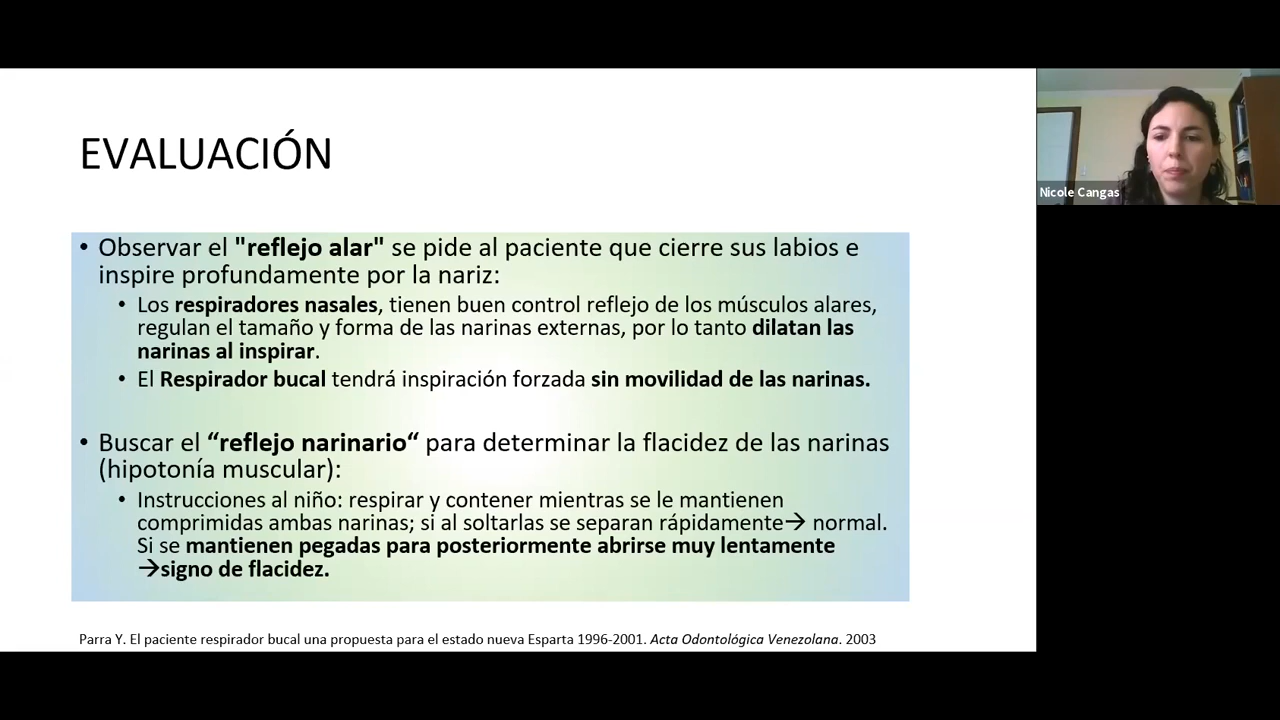 EVALUACIÓN
• Observar el "reflejo alar" se pide al paciente que cierre sus labios e
inspire profundamente por la nariz:
• Los respiradores nasales, tienen buen control reflejo de los músculos alares,
regulan el tamaño y forma de las narinas externas, por lo tanto dilatan las
narinas al inspirar.
• El Respirador bucal tendrá inspiración forzada sin movilidad de las narinas.
• Buscar el “reflejo narinario“ para determinar la flacidez de las narinas
(hipotonía muscular):
• Instrucciones al niño: respirar y contener mientras se le mantienen
comprimidas ambas narinas; si al soltarlas se separan rápidamente→ normal.
Si se mantienen pegadas para posteriormente abrirse muy lentamente
→signo de flacidez.
Parra Y. El paciente respirador bucal una propuesta para el estado nueva Esparta 1996-2001. Acta Odontológica Venezolana. 2003
Nicole Cangas